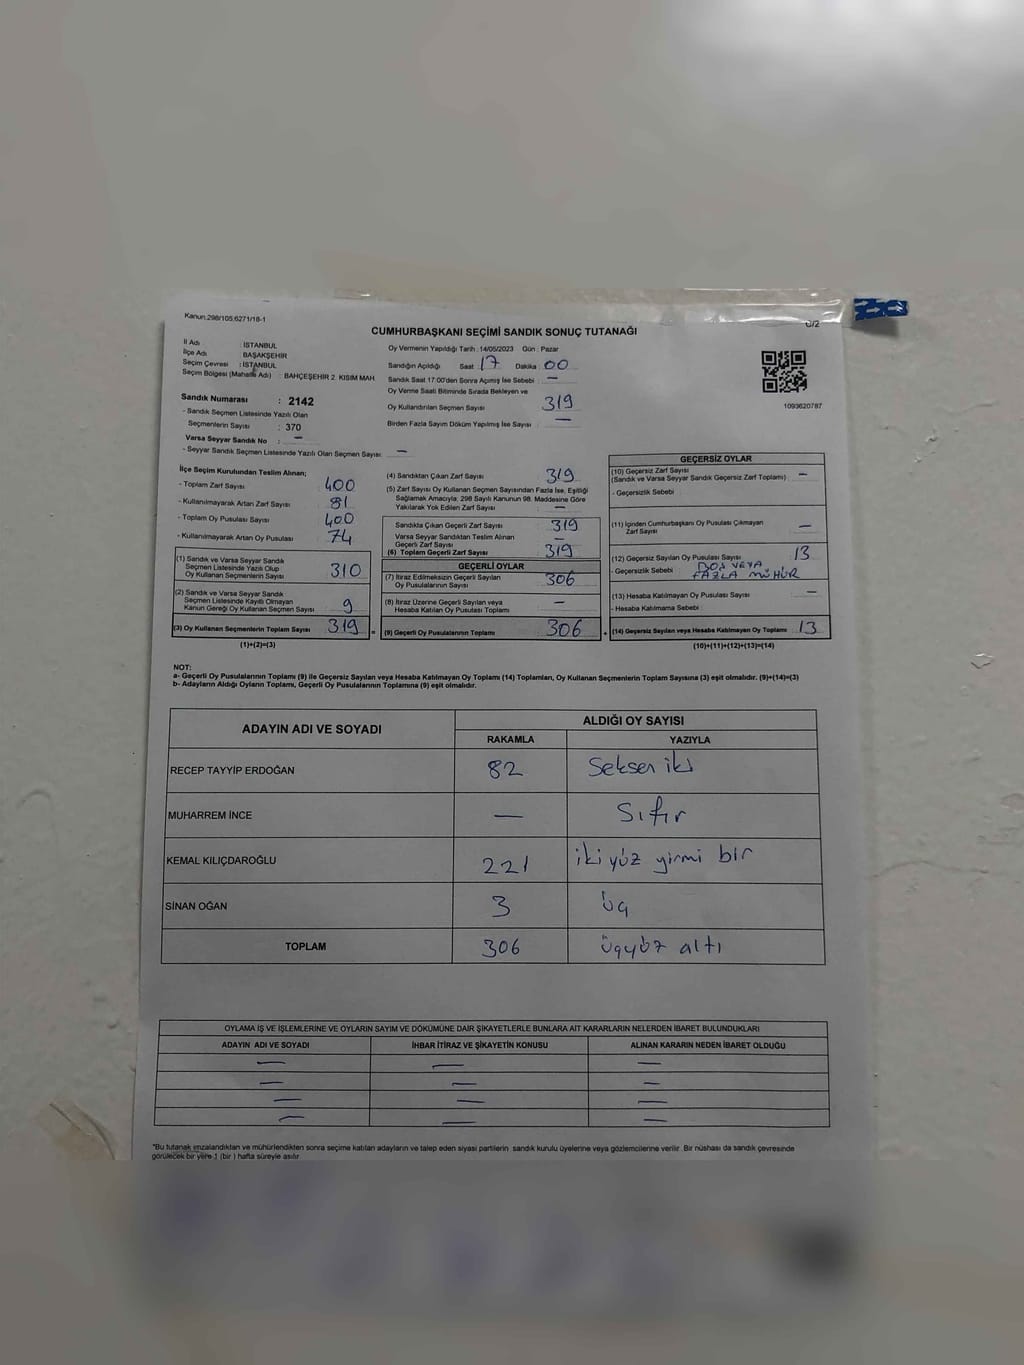 Kanun.298/105,6271/18-1
CUMHURBAŞKANI SEÇİMİ SANDIK SONUÇ TUTANAĞI
İl Adı : İSTANBUL
İlçe Adı : BAŞAKŞEHİR
Seçim Çevresi : İSTANBUL
Seçim Bölgesi (Mahalle Adı) : BAHÇEŞEHİR 2. KISIM MAH.
Sandık Numarası : 2142
- Sandık Seçmen Listesinde Yazılı Olan
Seçmenlerin Sayısı : 370
Varsa Seyyar Sandık No : —
- Seyyar Sandık Seçmen Listesinde Yazılı Olan Seçmen Sayısı: —
Oy Vermenin Yapıldığı Tarih : 14/05/2023 Gün : Pazar
Sandığın Açıldığı Saat : 17 Dakika : 00
Sandık Saat 17:00'den Sonra Açımış İse Sebebi : —
Oy Verme Saati Bitiminde Sırada Bekleyen ve
Oy Kullandırılan Seçmen Sayısı : 319
Birden Fazla Sayım Döküm Yapılmış İse Sayısı : —
1093620787
İlçe Seçim Kurulundan Teslim Alınan;
- Toplam Zarf Sayısı 400
- Kullanılmayarak Artan Zarf Sayısı 81
- Toplam Oy Pusulası Sayısı 400
- Kullanılmayarak Artan Oy Pusulası 74
(1) Sandık ve Varsa Seyyar Sandık
Seçmen Listesinde Yazılı Olup
Oy Kullanan Seçmenlerin Sayısı 310
(2) Sandık ve Varsa Seyyar Sandık
Seçmen Listesinde Kayıtlı Olmayan
Kanun Gereği Oy Kullanan Seçmen Sayısı 9
(3) Oy Kullanan Seçmenlerin Toplam Sayısı 319
(1)+(2)=(3)
(4) Sandıktan Çıkan Zarf Sayısı 319
(5) Zarf Sayısı Oy Kullanan Seçmen Sayısından Fazla İse, Eşitliği
Sağlamak Amacıyla; 298 Sayılı Kanunun 98. Maddesine Göre
Yakılarak Yok Edilen Zarf Sayısı —
Sandıkta Çıkan Geçerli Zarf Sayısı 319
Varsa Seyyar Sandıktan Teslim Alınan
Geçerli Zarf Sayısı —
(6) Toplam Geçerli Zarf Sayısı 319
GEÇERLİ OYLAR
(7) İtiraz Edilmeksizin Geçerli Sayılan
Oy Pusulalarının Sayısı 306
(8) İtiraz Üzerine Geçerli Sayılan veya
Hesaba Katılan Oy Pusulası Toplamı —
(9) Geçerli Oy Pusulalarının Toplamı 306
GEÇERSİZ OYLAR
(10) Geçersiz Zarf Sayısı
(Sandık ve Varsa Seyyar Sandık Geçersiz Zarf Toplamı) —
- Geçersizlik Sebebi
(11) İçinden Cumhurbaşkanı Oy Pusulası Çıkmayan
Zarf Sayısı —
(12) Geçersiz Sayılan Oy Pusulası Sayısı 13
- Geçersizlik Sebebi BOŞ VEYA
FAZLA MÜHÜR
(13) Hesaba Katılmayan Oy Pusulası Sayısı —
- Hesaba Katılmama Sebebi
(14) Geçersiz Sayılan veya Hesaba Katılmayan Oy Toplamı 13
(10)+(11)+(12)+(13)=(14)
NOT:
a- Geçerli Oy Pusulalarının Toplamı (9) ile Geçersiz Sayılan veya Hesaba Katılmayan Oy Toplamı (14) Toplamları, Oy Kullanan Seçmenlerin Toplam Sayısına (3) eşit olmalıdır. (9)+(14)=(3)
b- Adayların Aldığı Oyların Toplamı, Geçerli Oy Pusulalarının Toplamına (9) eşit olmalıdır.
ADAYIN ADI VE SOYADI ALDIĞI OY SAYISI
RAKAMLA YAZIYLA
RECEP TAYYİP ERDOĞAN 82 Seksen iki
MUHARREM İNCE — Sıfır
KEMAL KILIÇDAROĞLU 221 iki yüz yirmi bir
SİNAN OĞAN 3 üç
TOPLAM 306 üçyüz altı
OYLAMA İŞ VE İŞLEMLERİNE VE OYLARIN SAYIM VE DÖKÜMÜNE DAİR ŞİKAYETLERLE BUNLARA AİT KARARLARIN NELERDEN İBARET BULUNDUKLARI
ADAYIN ADI VE SOYADI İHBAR İTİRAZ VE ŞİKAYETİN KONUSU ALINAN KARARIN NEDEN İBARET OLDUĞU
— — —
— — —
— — —
— — —
*Bu tutanak imzalandıktan ve mühürlendikten sonra seçime katılan adayların ve talep eden siyasi partilerin sandık kurulu üyelerine veya gözlemcilerine verilir. Bir nüshası da sandık çevresinde
görülecek bir yere 1 (bir ) hafta süreyle asılır.